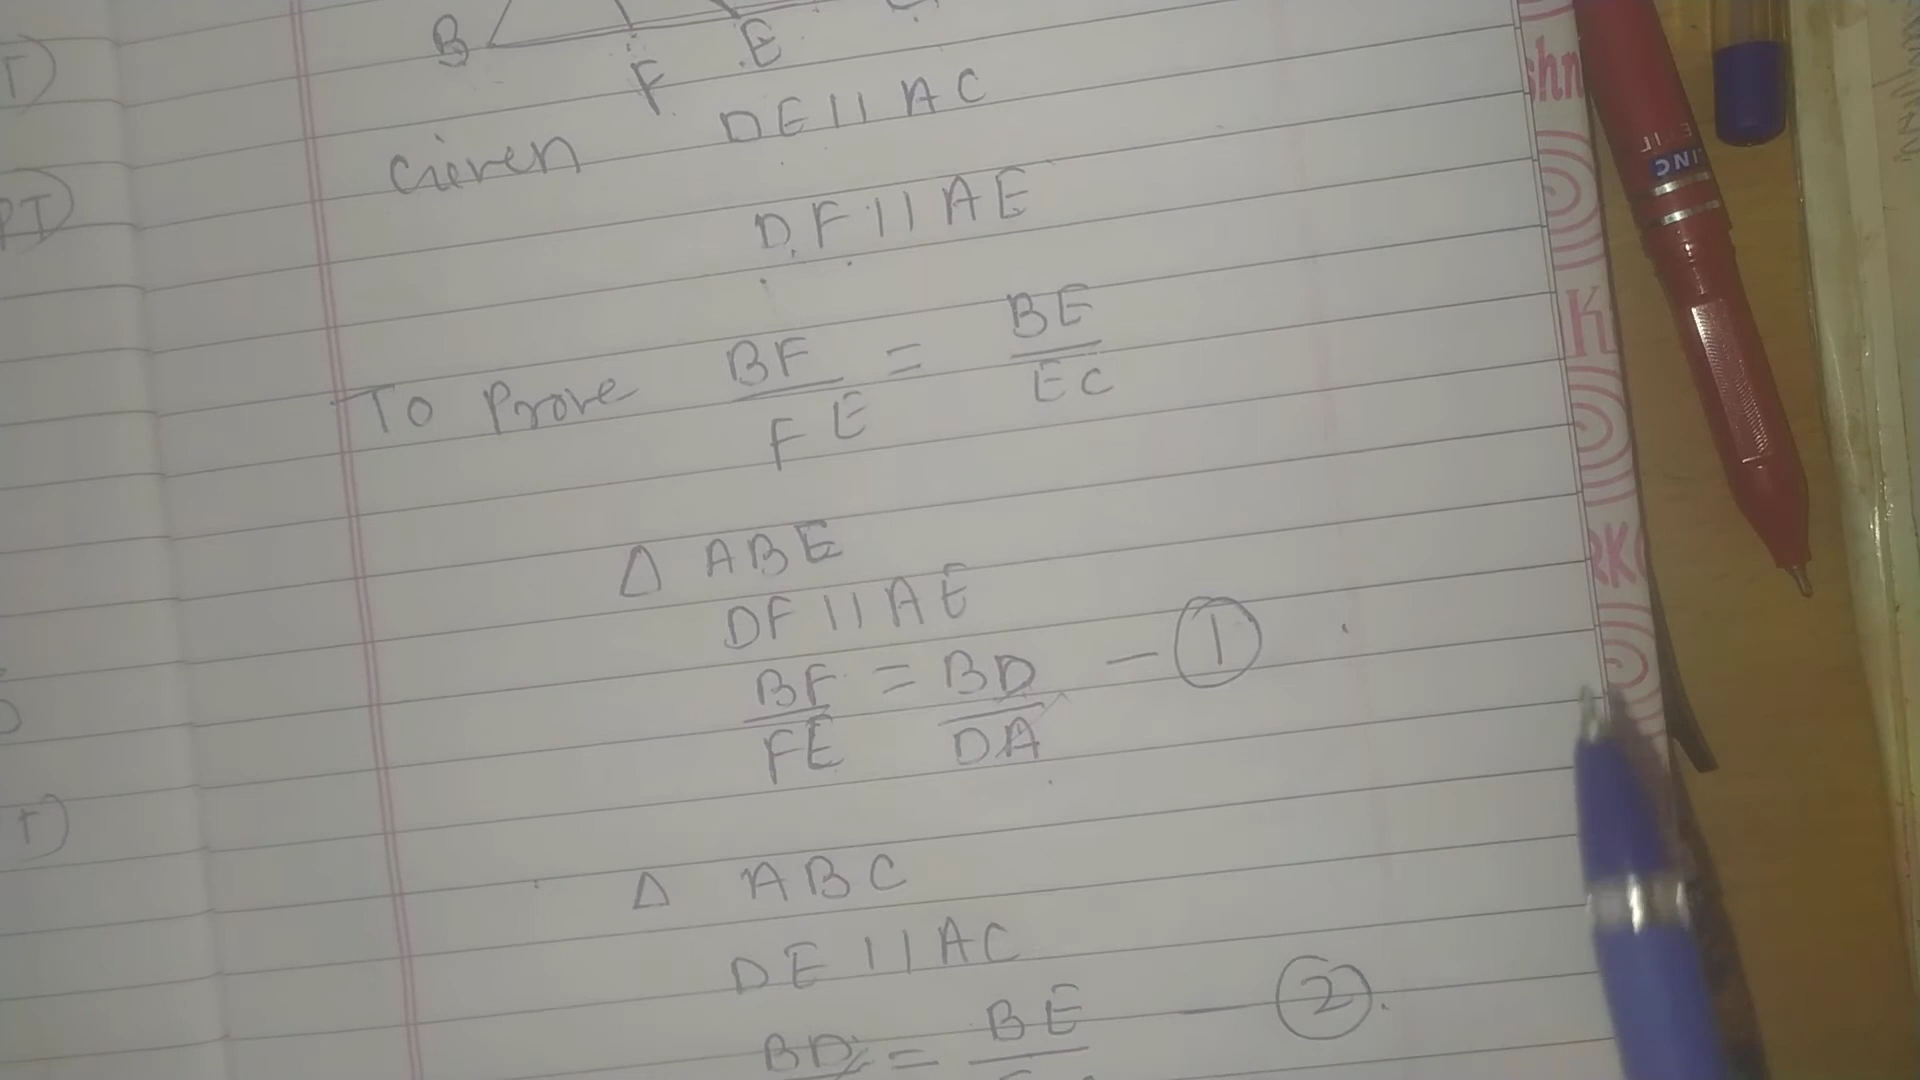 B
F E
Given DE || AC
DF || AE
To Prove BF/FE = BE/EC
Δ ABE
DF || AE
BF/FE = BD/DA — ①
Δ ABC
DE || AC
BD = BE — ②.